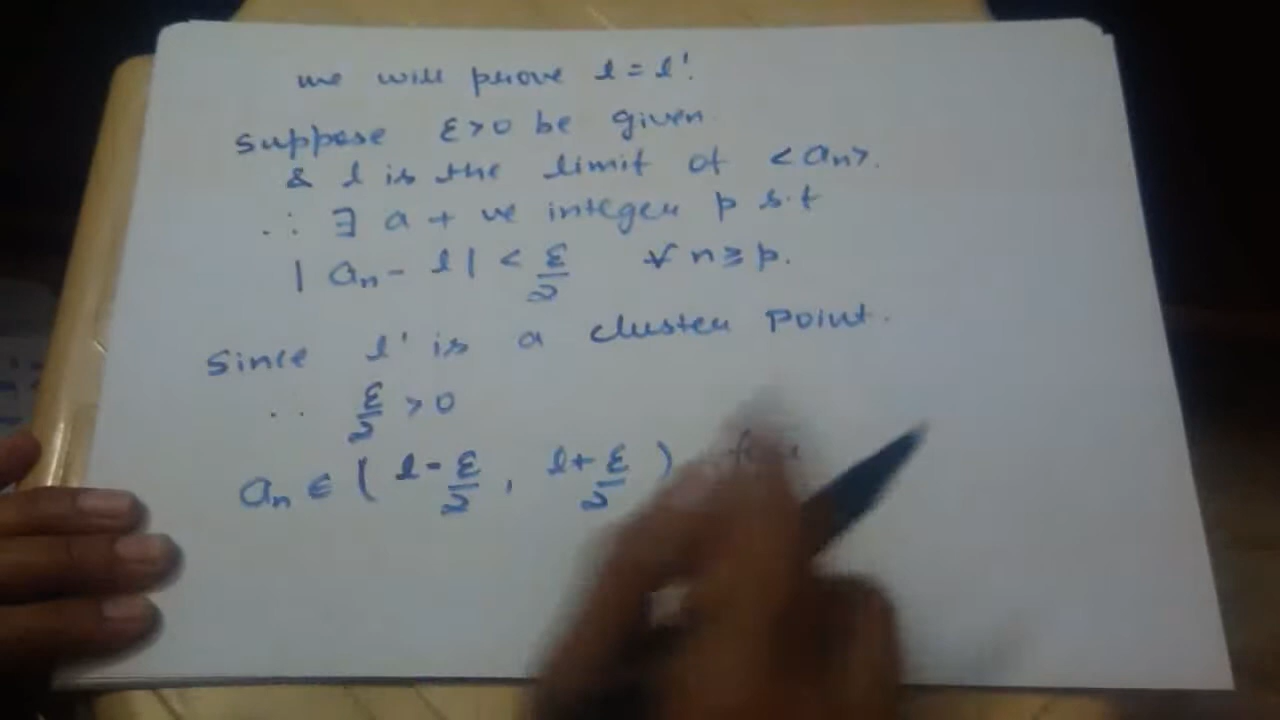 we will prove l = l'.
Suppose ε>0 be given
& l is the limit of <an>.
∴ ∃ a + ve integer p s.t
| an - l | < ε/2 ∀ n ≥ p.
Since l' is a cluster point.
∴ ε/2 > 0
an ∈ ( l - ε/2 , l + ε/2 )